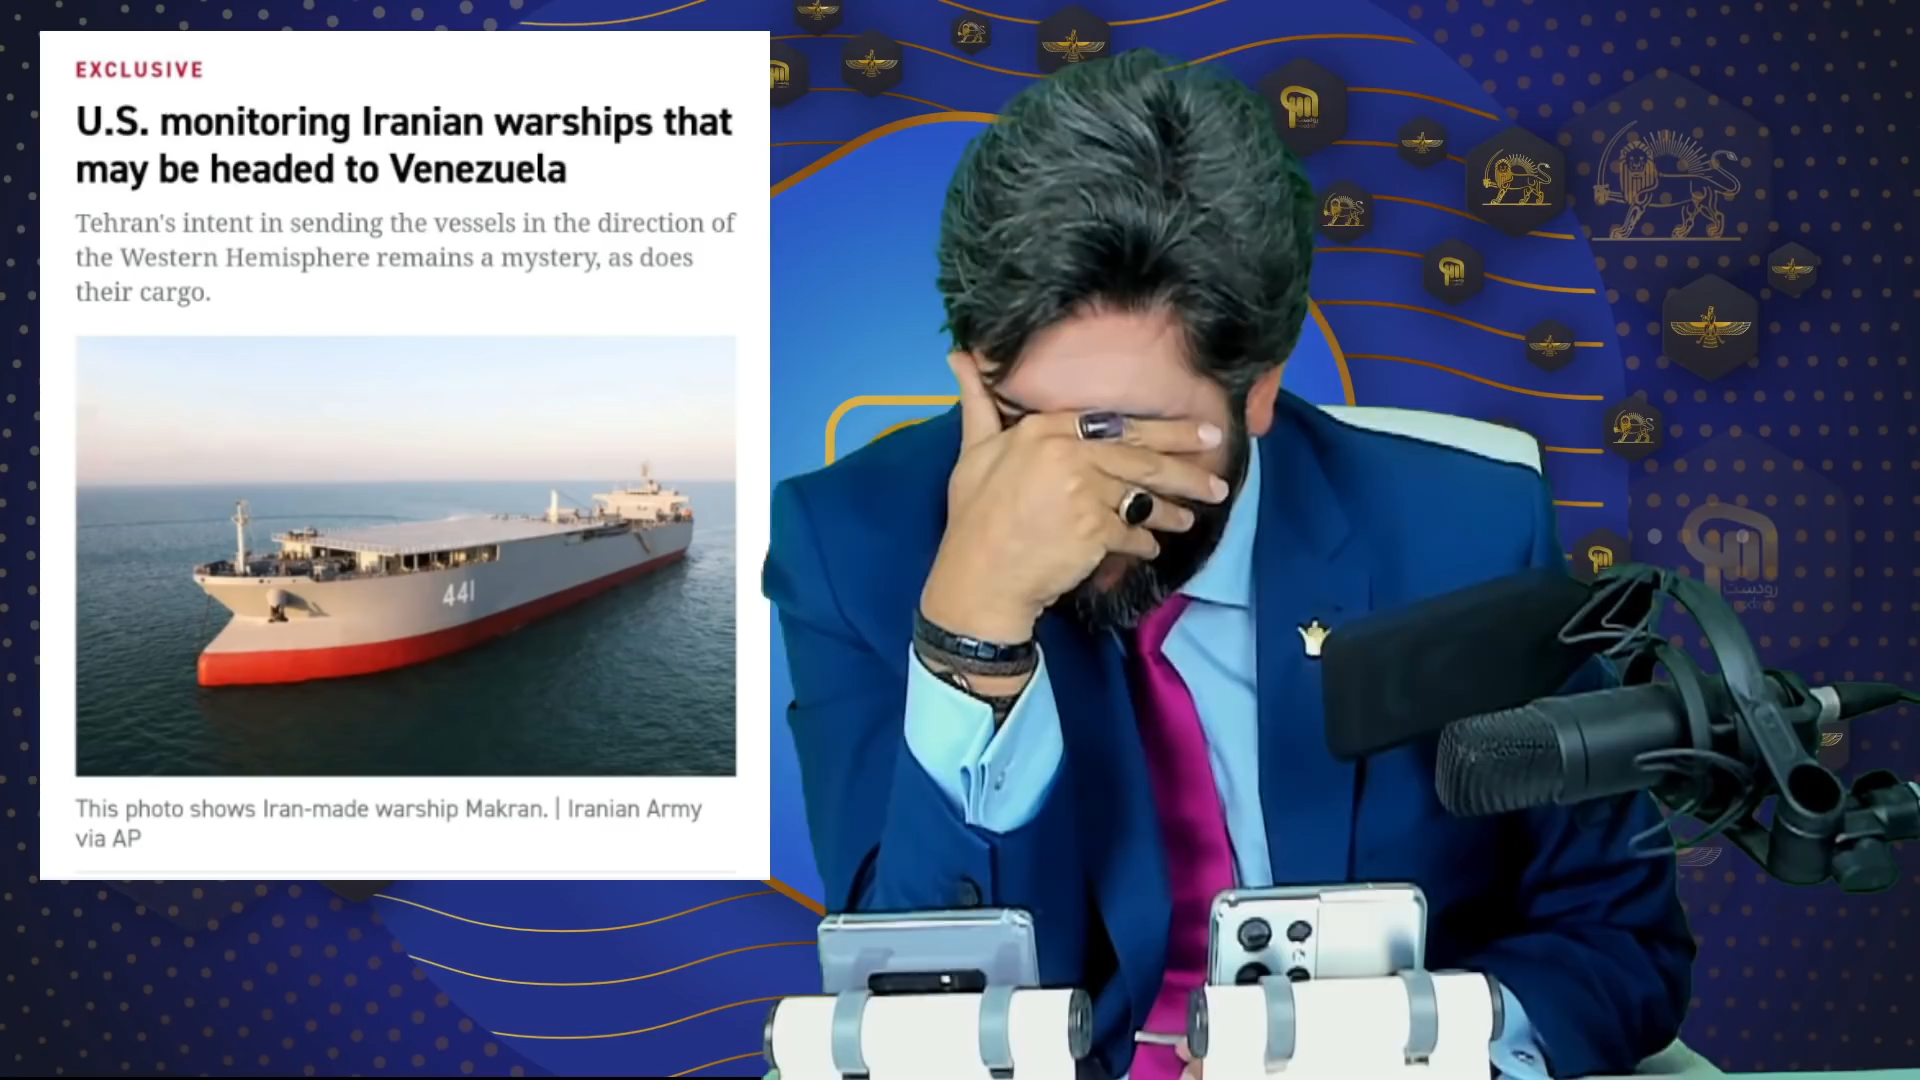 EXCLUSIVE
U.S. monitoring Iranian warships that
may be headed to Venezuela
Tehran's intent in sending the vessels in the direction of
the Western Hemisphere remains a mystery, as does
their cargo.
441
This photo shows Iran-made warship Makran. | Iranian Army
via AP
رودست